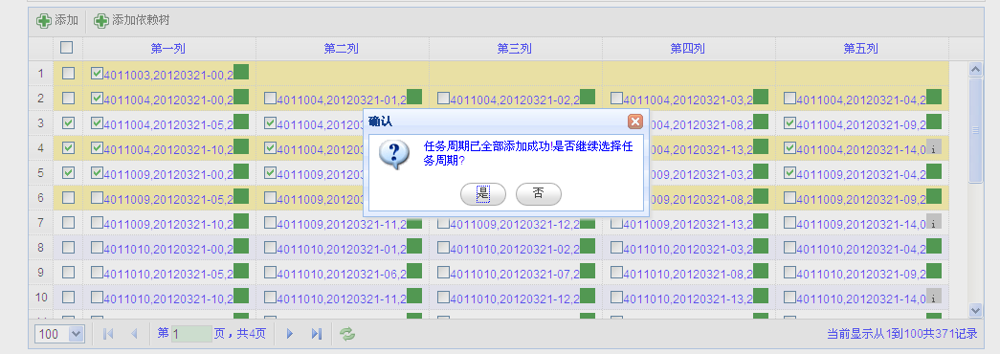 添加 添加依赖树
第一列 第二列 第三列 第四列 第五列
1 4011003,20120321-00,2
2 4011004,20120321-00,2 4011004,20120321-01,2 4011004,20120321-02,2 4011004,20120321-03,2 4011004,20120321-04,2
确认
3 4011004,20120321-05,2 4011004,20120 4011004,20120321-08,2 4011004,20120321-09,2
任务周期已全部添加成功!是否继续选择任
4 4011004,20120321-10,2 4011004,20120 4011004,20120321-13,2 4011004,20120321-14,0 i
务周期?
5 4011009,20120321-00,2 4011009,20120 4011009,20120321-03,2 4011009,20120321-04,2
是 否
6 4011009,20120321-05,2 4011009,20120 4011009,20120321-08,2 4011009,20120321-09,2
7 4011009,20120321-10,2 4011009,20120321-11,2 4011009,20120321-12,2 4011009,20120321-13,2 4011009,20120321-14,0 i
8 4011010,20120321-00,2 4011010,20120321-01,2 4011010,20120321-02,2 4011010,20120321-03,2 4011010,20120321-04,2
9 4011010,20120321-05,2 4011010,20120321-06,2 4011010,20120321-07,2 4011010,20120321-08,2 4011010,20120321-09,2
10 4011010,20120321-10,2 4011010,20120321-11,2 4011010,20120321-12,2 4011010,20120321-13,2 4011010,20120321-14,0 i
100 第 1 页，共4页 当前显示从1到100共371记录